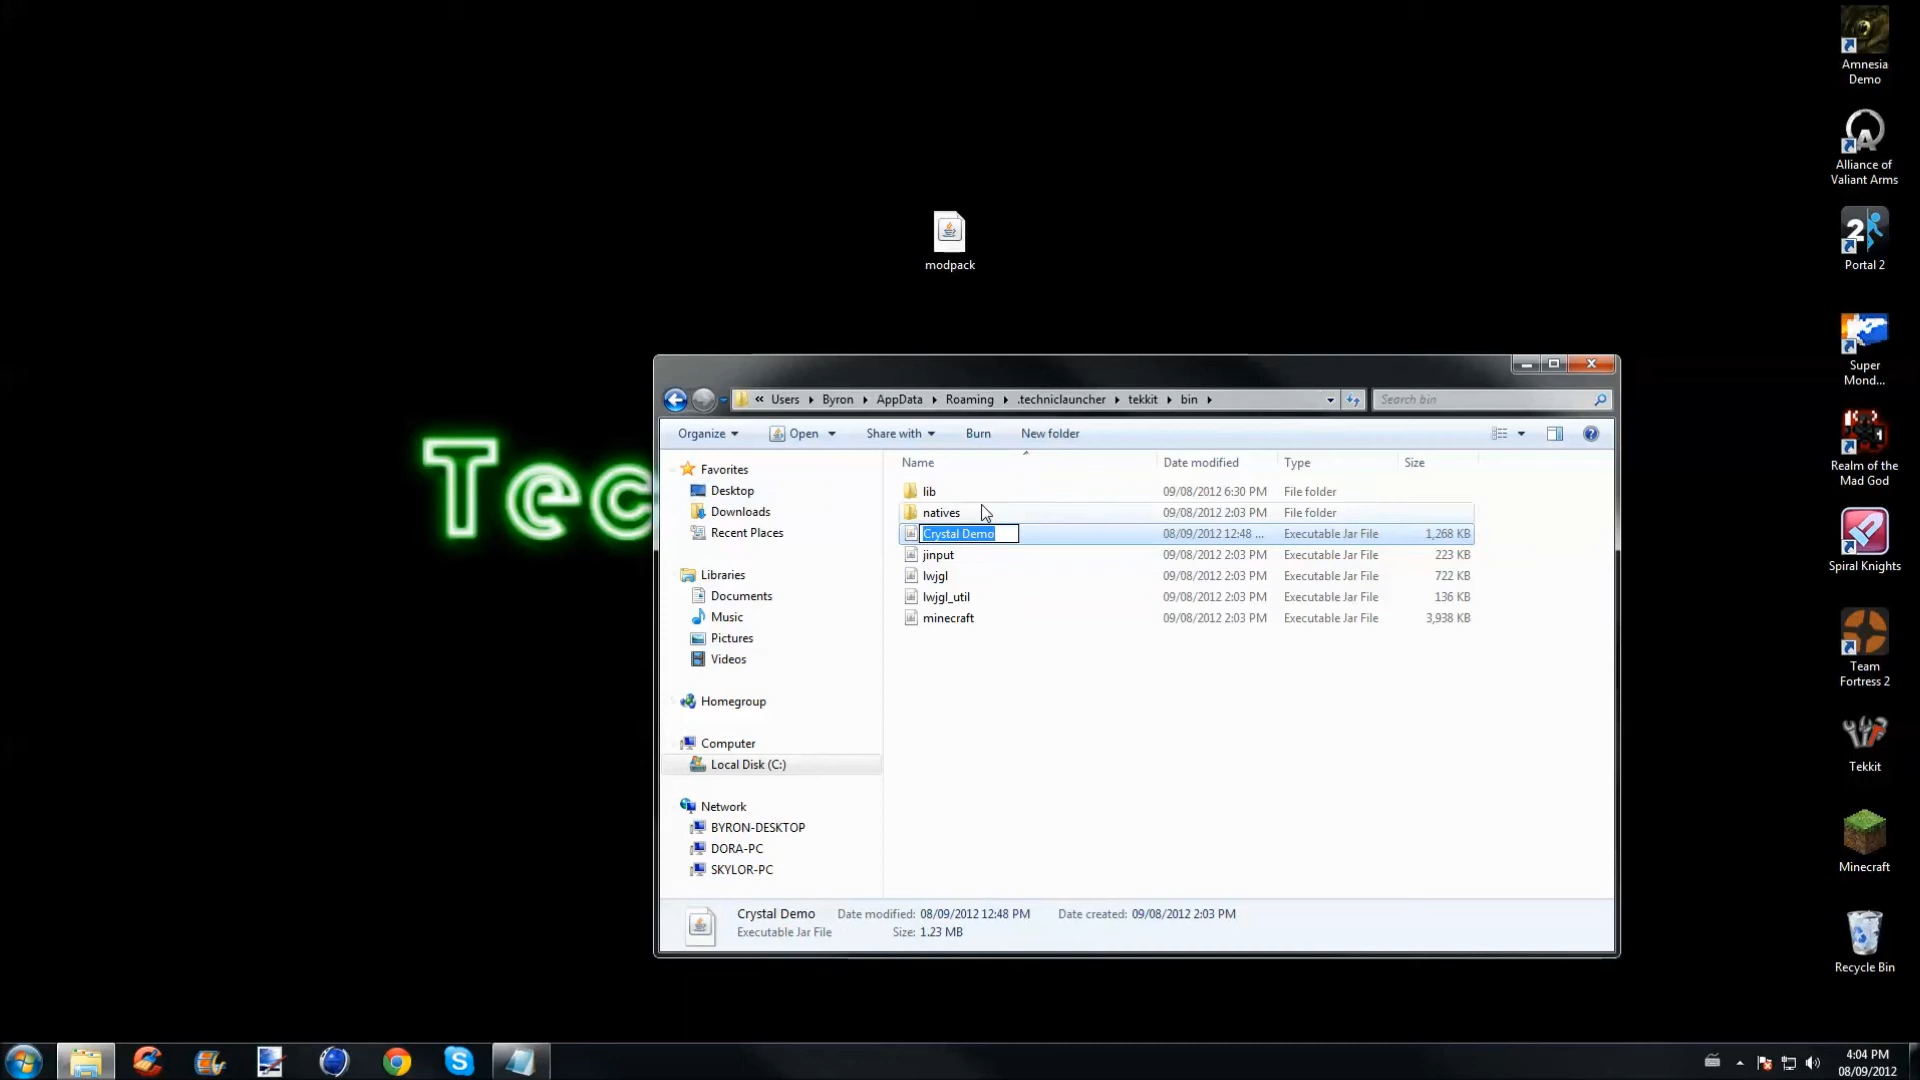 Amnesia
Demo
Alliance of
Valiant Arms
Portal 2
Super
Mond...
Realm of the
Mad God
Spiral Knights
Team
Fortress 2
Tekkit
Minecraft
Recycle Bin
modpack
Tec
« Users Byron AppData Roaming .techniclauncher tekkit bin
Search bin
Organize Open Share with Burn New folder
Name Date modified Type Size
Favorites
Desktop
Downloads
Recent Places
Libraries
Documents
Music
Pictures
Videos
Homegroup
Computer
Local Disk (C:)
Network
BYRON-DESKTOP
DORA-PC
SKYLOR-PC
lib 09/08/2012 6:30 PM File folder
natives 09/08/2012 2:03 PM File folder
Crystal Demo 08/09/2012 12:48 ... Executable Jar File 1,268 KB
jinput 09/08/2012 2:03 PM Executable Jar File 223 KB
lwjgl 09/08/2012 2:03 PM Executable Jar File 722 KB
lwjgl_util 09/08/2012 2:03 PM Executable Jar File 136 KB
minecraft 09/08/2012 2:03 PM Executable Jar File 3,938 KB
Crystal Demo Date modified: 08/09/2012 12:48 PM Date created: 09/08/2012 2:03 PM
Executable Jar File Size: 1.23 MB
4:04 PM
08/09/2012